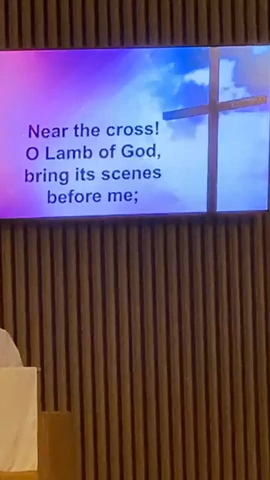 Near the cross!
O Lamb of God,
bring its scenes
before me;